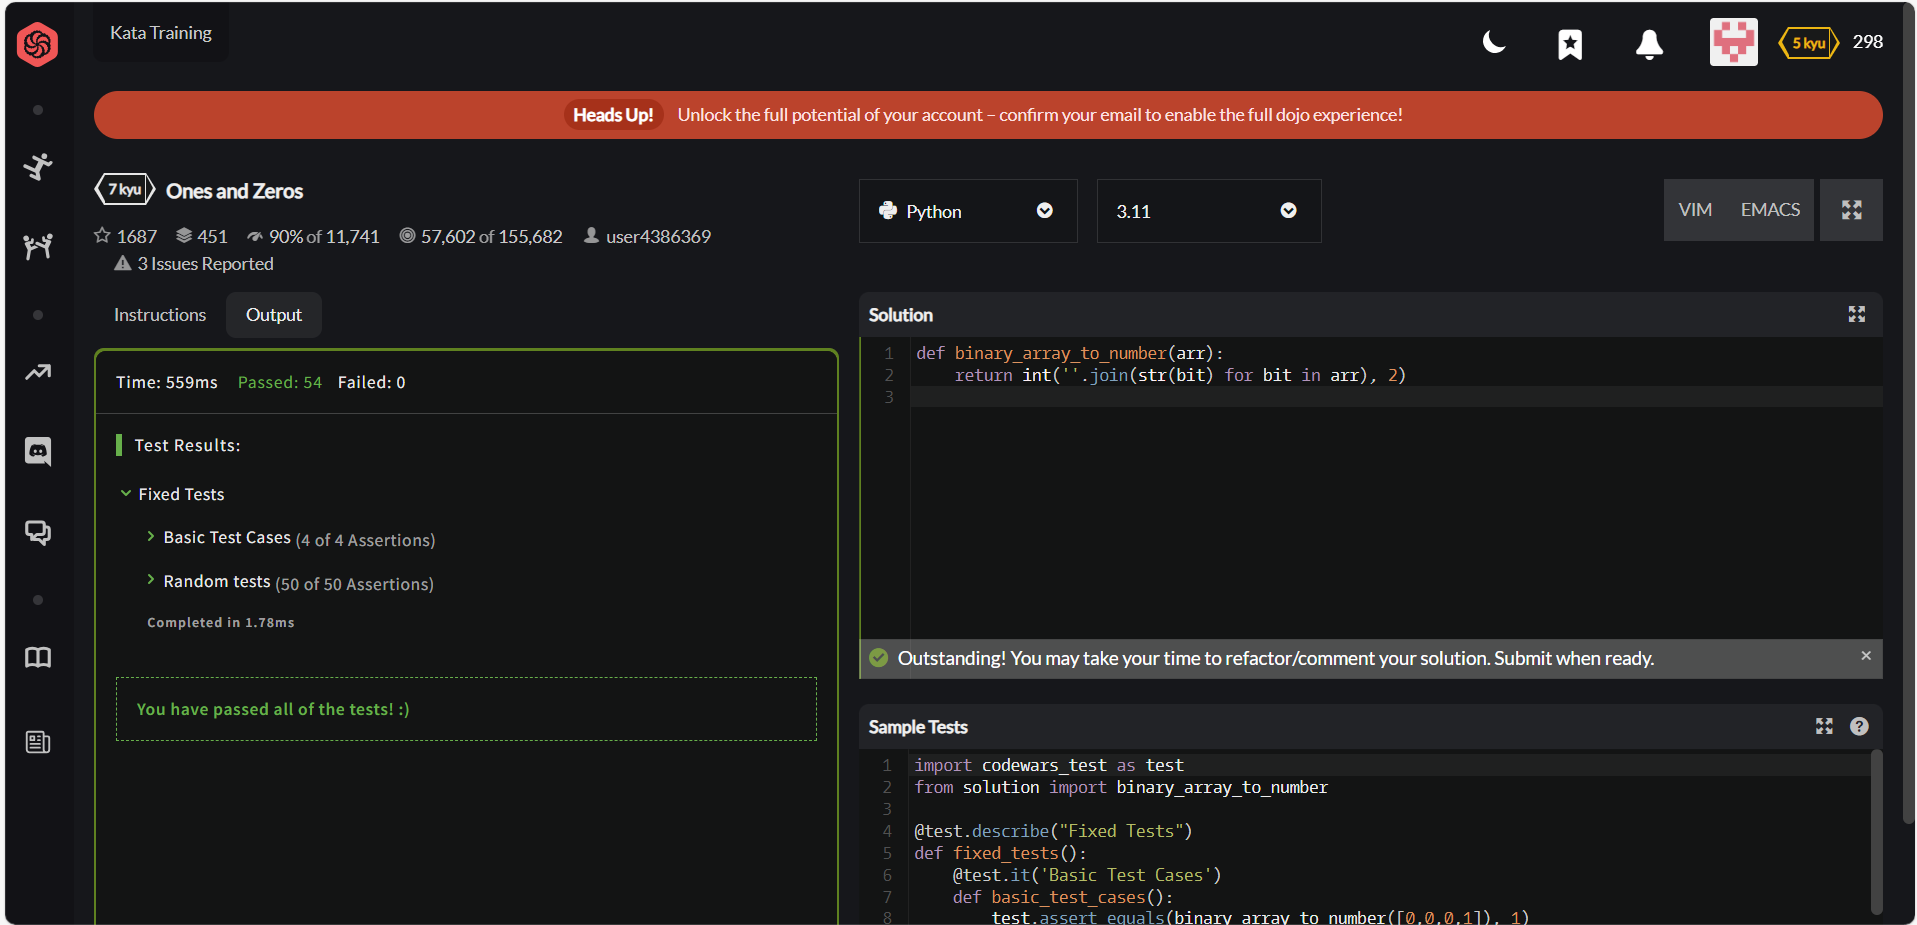 Kata Training
5 kyu 298
Heads Up! Unlock the full potential of your account – confirm your email to enable the full dojo experience!
7 kyu Ones and Zeros
1687 451 90% of 11,741 57,602 of 155,682 user4386369
3 Issues Reported
Python 3.11 VIM EMACS
Instructions Output
Time: 559ms Passed: 54 Failed: 0
Test Results:
Fixed Tests
Basic Test Cases (4 of 4 Assertions)
Random tests (50 of 50 Assertions)
Completed in 1.78ms
You have passed all of the tests! :)
Solution
1 def binary_array_to_number(arr):
2     return int(''.join(str(bit) for bit in arr), 2)
3
Outstanding! You may take your time to refactor/comment your solution. Submit when ready. ×
Sample Tests ?
1 import codewars_test as test
2 from solution import binary_array_to_number
3
4 @test.describe("Fixed Tests")
5 def fixed_tests():
6     @test.it('Basic Test Cases')
7     def basic_test_cases():
8         test.assert_equals(binary_array_to_number([0,0,0,1]), 1)